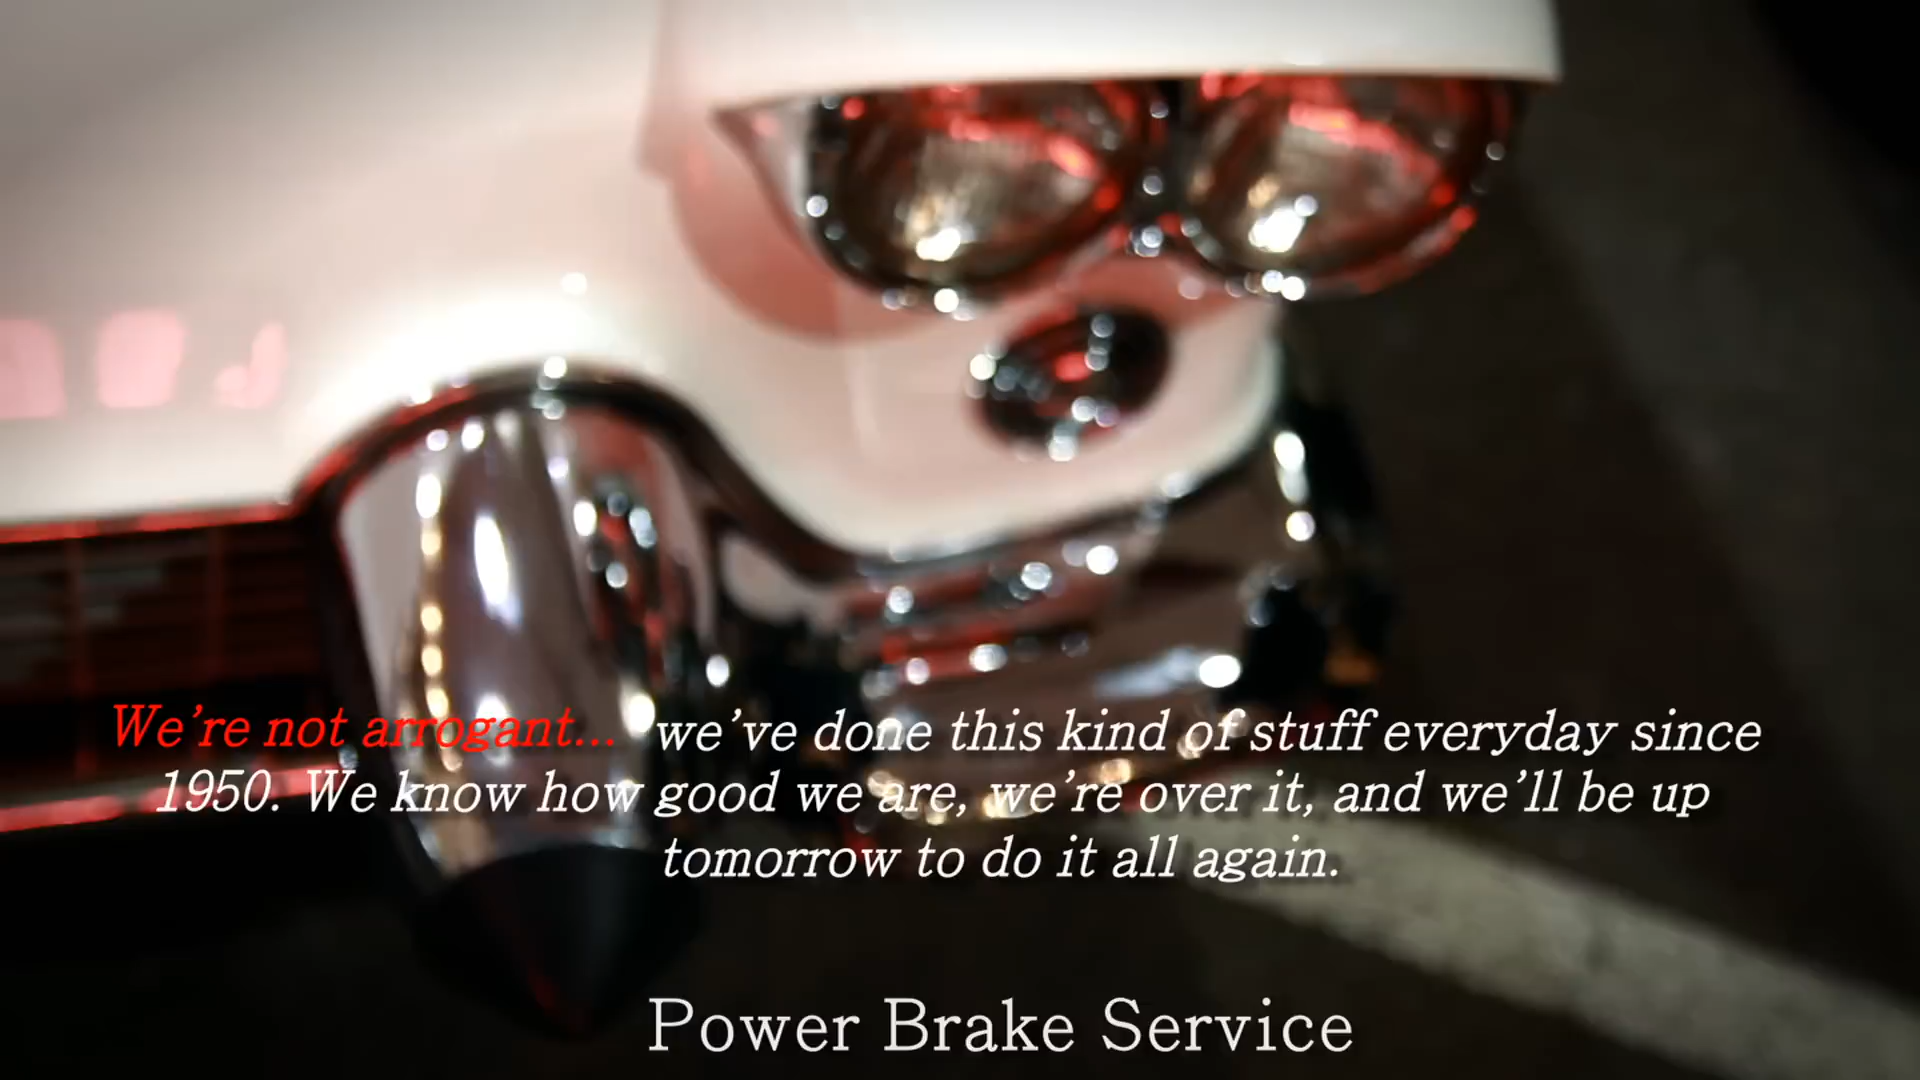 We're not arrogant... we've done this kind of stuff everyday since
1950. We know how good we are, we're over it, and we'll be up
tomorrow to do it all again.
Power Brake Service